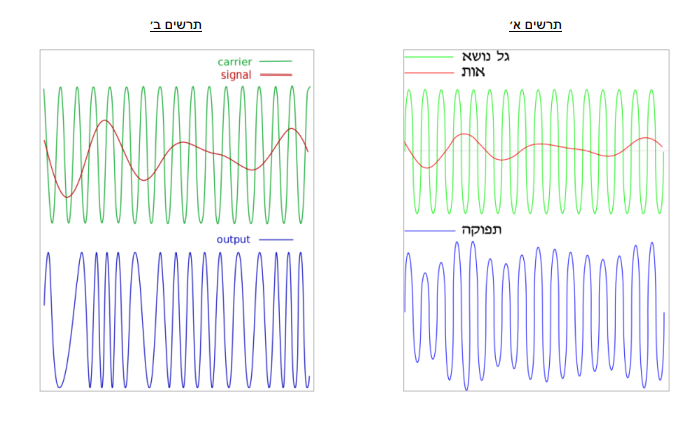 תרשים א׳
גל נושא
אות
תפוקה
תרשים ב׳
carrier
signal
output